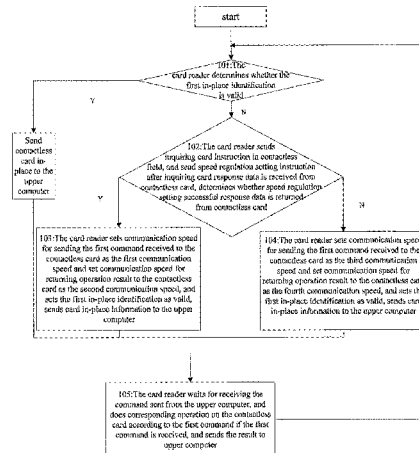 start
101:The
card reader determines whether the
first in-place identification
is valid
Y
N
Send
contactless
card in-
place to the
upper
computer
102:The card reader sends
inquiring card instruction in contactless
field, and send speed regulation setting instruction
after inquiring card response data is received from
contactless card, determines whether speed regulation
setting successful response data is returned
from contactless card
Y
N
103:The card reader sets communication speed
for sending the first command received to the
contactless card as the first communication
speed and set communication speed for
returning operation result to the contactless
card as the second communication speed, and
sets the first in-place identification as valid,
sends card in-place information to the upper
computer
104:The card reader sets communication speed
for sending the first command received to the
contactless card as the third communication
speed and set communication speed for
returning operation result to the contactless card
as the fourth communication speed, and sets the
first in-place identification as valid, sends card
in-place information to the upper computer
105:The card reader waits for receiving the
command sent from the upper computer, and
does corresponding operation on the contactless
card according to the first command if the first
command is received, and sends the result to
upper computer